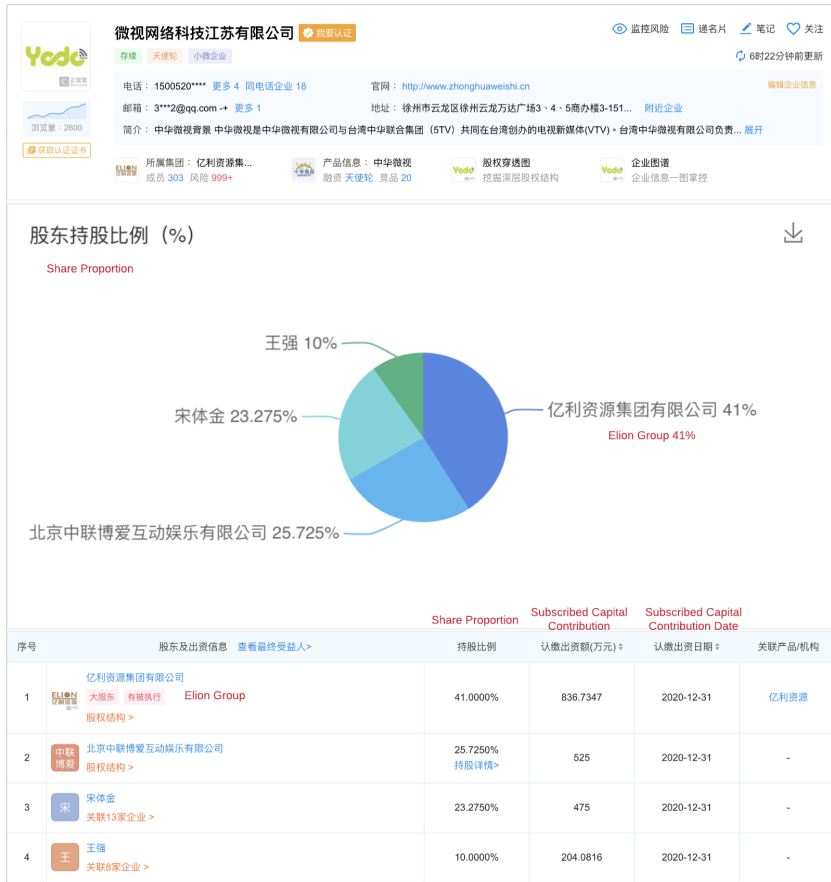 微视网络科技江苏有限公司 我要认证
监控风险 递名片 笔记 关注
存续 天使轮 小微企业
6时22分钟前更新
Yodo
浏览量：2600
获取认证证书
电话： 1500520**** 更多 4 同电话企业 18
官网： http://www.zhonghuaweishi.cn
编辑企业信息
邮箱： 3***2@qq.com -+ 更多 1
地址： 徐州市云龙区徐州云龙万达广场3、4、5商办楼3-151... 附近企业
简介： 中华微视背景 中华微视是中华微视有限公司与台湾中华联合集团（5TV）共同在台湾创办的电视新媒体(VTV)。台湾中华微视有限公司负责... 展开
ELION
所属集团： 亿利资源集...
成员 303 风险 999+
产品信息： 中华微视
融资 天使轮 竞品 20
Yodo
股权穿透图
挖掘深层股权结构
Yodo
企业图谱
企业信息一图掌控
股东持股比例（%）
Share Proportion
王强 10%
宋体金 23.275%
亿利资源集团有限公司 41%
Elion Group 41%
北京中联博爱互动娱乐有限公司 25.725%
Share Proportion
Subscribed Capital
Contribution
Subscribed Capital
Contribution Date
序号 股东及出资信息 查看最终受益人> 持股比例 认缴出资额(万元) 认缴出资日期 关联产品/机构
1 ELION 亿利资源集团有限公司
大股东 有被执行 Elion Group
股权结构 >
41.0000% 836.7347 2020-12-31 亿利资源
2 中联
博爱
北京中联博爱互动娱乐有限公司
股权结构 >
25.7250%
持股详情>
525 2020-12-31 -
3 宋 宋体金
关联13家企业 >
23.2750% 475 2020-12-31 -
4 王 王强
关联8家企业 >
10.0000% 204.0816 2020-12-31 -